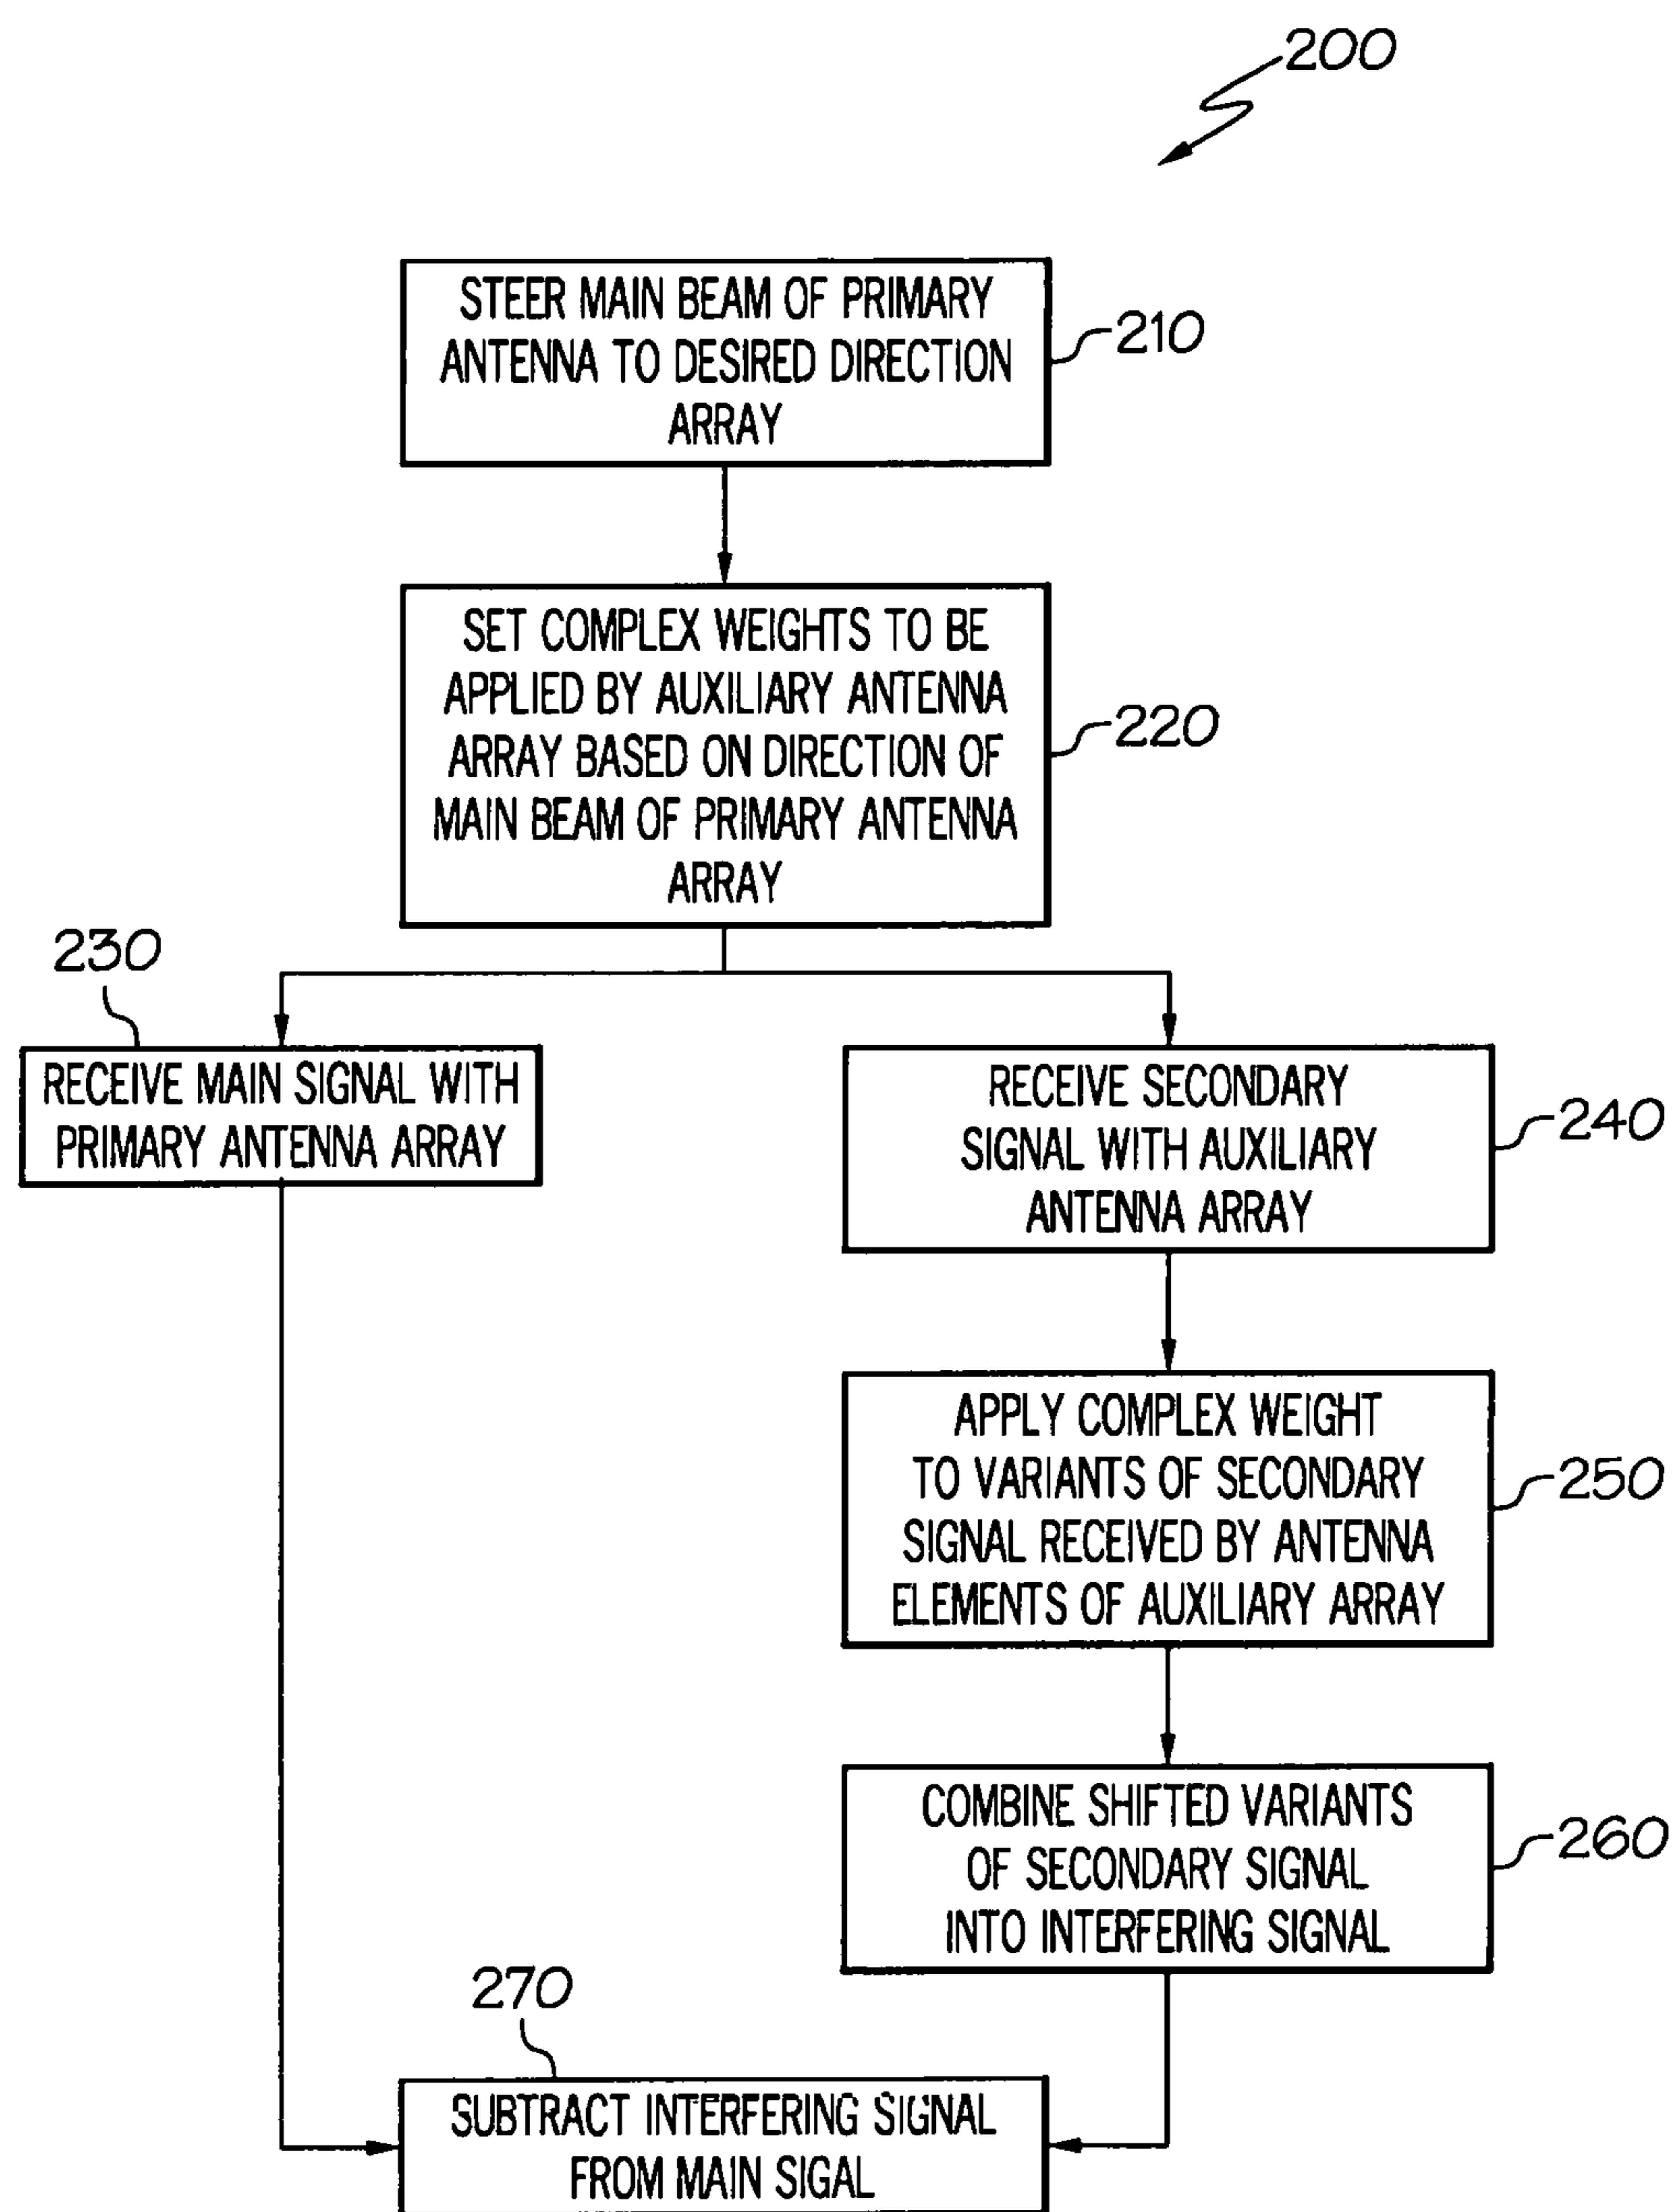 200
STEER MAIN BEAM OF PRIMARY
ANTENNA TO DESIRED DIRECTION
ARRAY
210
SET COMPLEX WEIGHTS TO BE
APPLIED BY AUXILIARY ANTENNA
ARRAY BASED ON DIRECTION OF
MAIN BEAM OF PRIMARY ANTENNA
ARRAY
220
230
RECEIVE MAIN SIGNAL WITH
PRIMARY ANTENNA ARRAY
RECEIVE SECONDARY
SIGNAL WITH AUXILIARY
ANTENNA ARRAY
240
APPLY COMPLEX WEIGHT
TO VARIANTS OF SECONDARY
SIGNAL RECEIVED BY ANTENNA
ELEMENTS OF AUXILIARY ARRAY
250
COMBINE SHIFTED VARIANTS
OF SECONDARY SIGNAL
INTO INTERFERING SIGNAL
260
270
SUBTRACT INTERFERING SIGNAL
FROM MAIN SIGAL